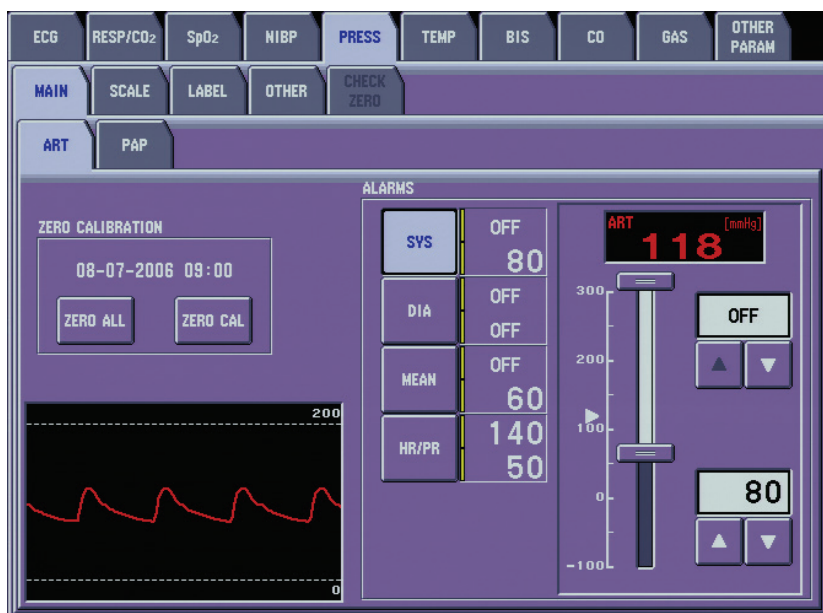 ECG RESP/CO2 SpO2 NIBP PRESS TEMP BIS CO GAS OTHER PARAM
MAIN SCALE LABEL OTHER CHECK ZERO
ART PAP
ALARMS
ZERO CALIBRATION
08-07-2006 09:00
ZERO ALL ZERO CAL
200
0
SYS OFF
80
DIA OFF
OFF
MEAN OFF
60
HR/PR 140
50
ART [mmHg]
118
300
200
100
0
-100
OFF
80